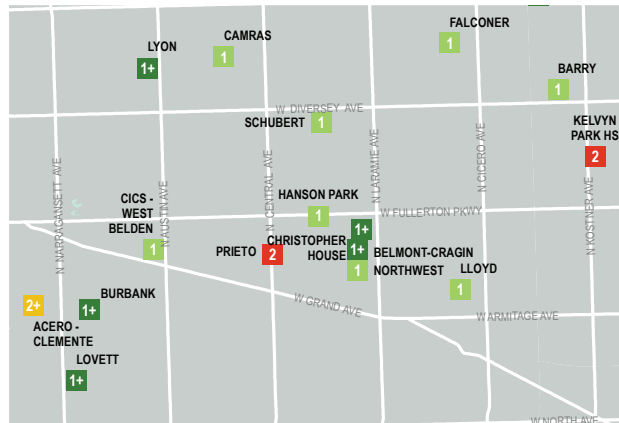 FALCONER
1
CAMRAS
1
LYON
1+
BARRY
1
W DIVERSEY AVE
SCHUBERT 1
KELVYN
PARK HS
2
N NARRAGANSETT AVE
N AUSTIN AVE
N CENTRAL AVE
N LARAMIE AVE
N CICERO AVE
N KOSTNER AVE
CICS -
WEST
BELDEN
1
HANSON PARK
1
W FULLERTON PKWY
1+
CHRISTOPHER
HOUSE
1+ BELMONT-CRAGIN
PRIETO 2
1 NORTHWEST
LLOYD
1
W GRAND AVE
W ARMITAGE AVE
2+
ACERO -
CLEMENTE
1+
BURBANK
LOVETT
1+
W NORTH AVE